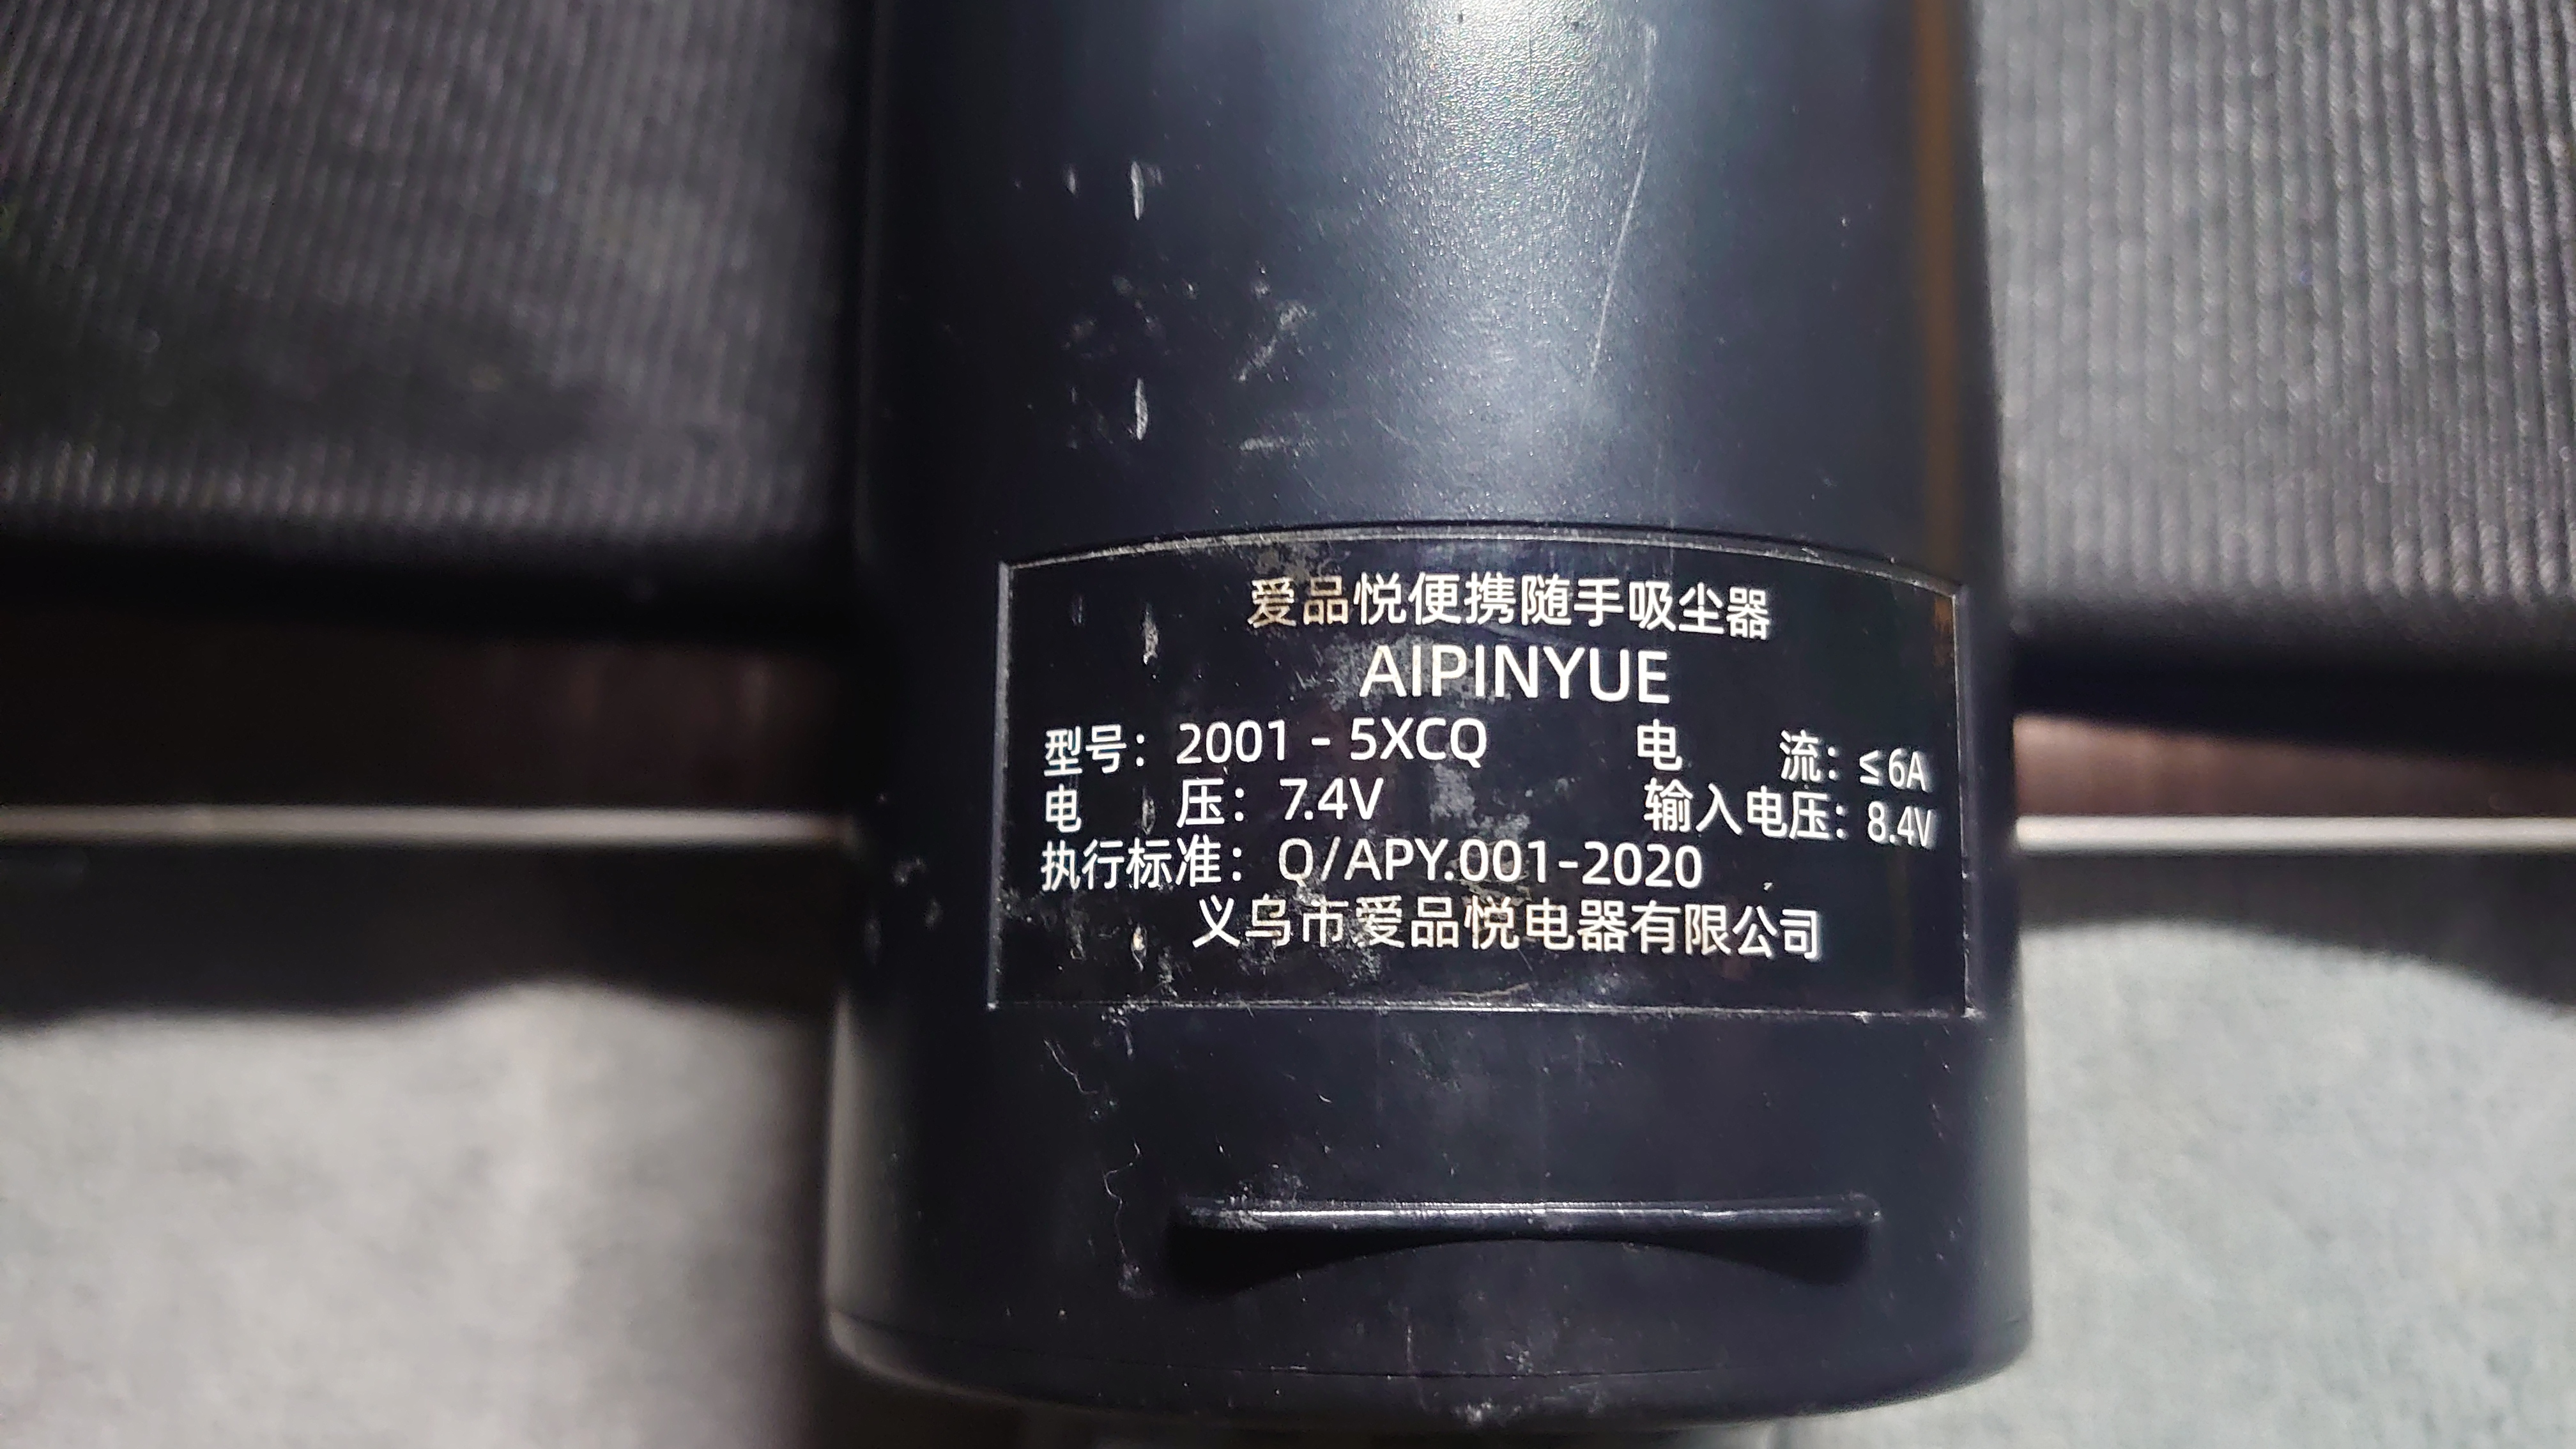 爱品悦便携随手吸尘器
AIPINYUE
型号：2001 - 5XCQ 电 流：≤6A
电 压：7.4V 输入电压：8.4V
执行标准：Q/APY.001-2020
义乌市爱品悦电器有限公司